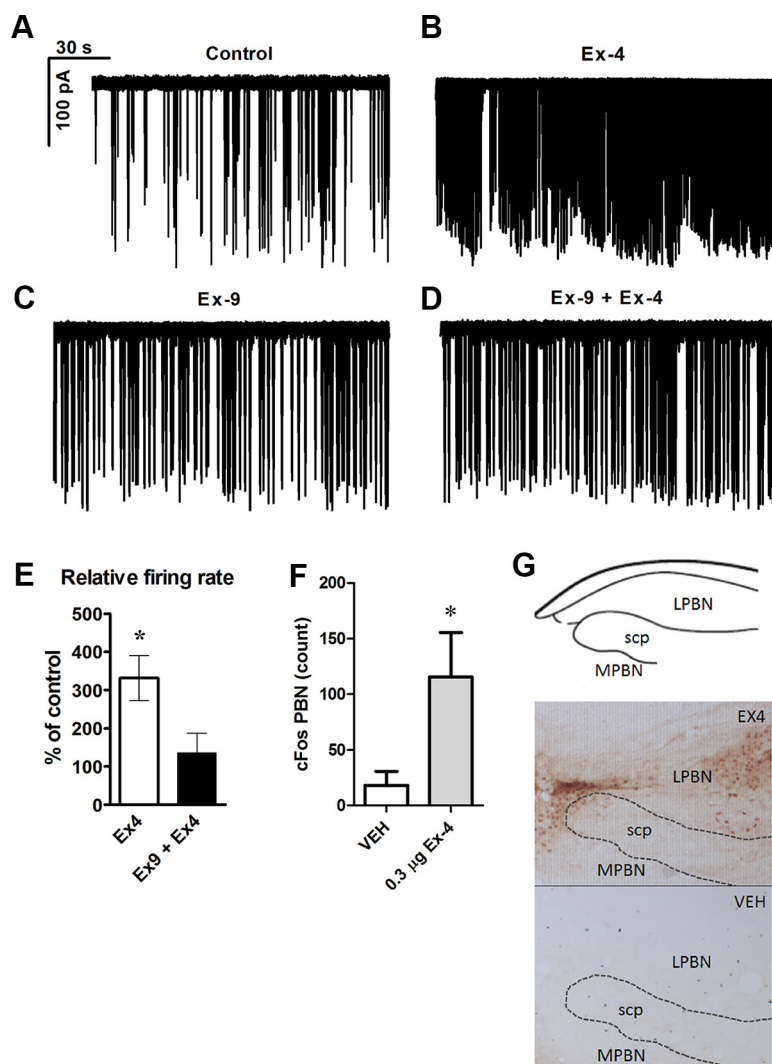 A
30 s
Control
100 pA
B
Ex-4
C
Ex-9
D
Ex-9 + Ex-4
E
Relative firing rate
% of control
500
400
300
200
100
0
*
Ex4
Ex9 + Ex4
F
cFos PBN (count)
200
150
100
50
0
*
VEH
0.3 µg Ex-4
G
LPBN
scp
MPBN
EX4
LPBN
scp
MPBN
VEH
LPBN
scp
MPBN